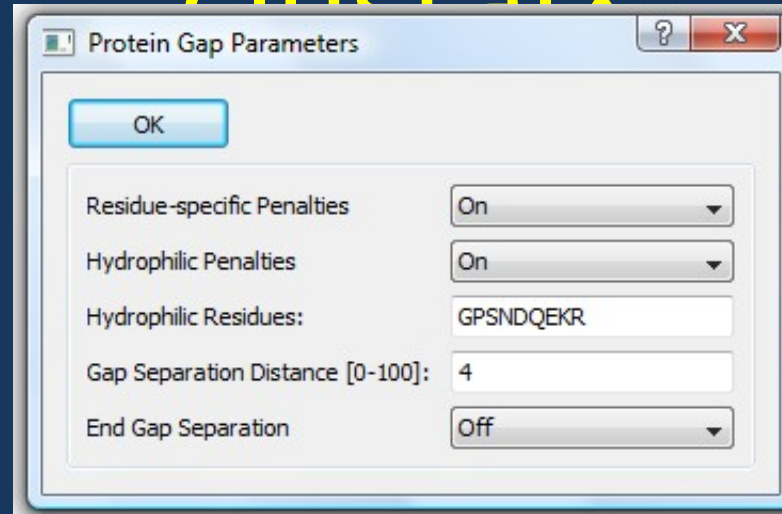 Protein Gap Parameters
OK
Residue-specific Penalties On
Hydrophilic Penalties On
Hydrophilic Residues: GPSNDQEKR
Gap Separation Distance [0-100]: 4
End Gap Separation Off